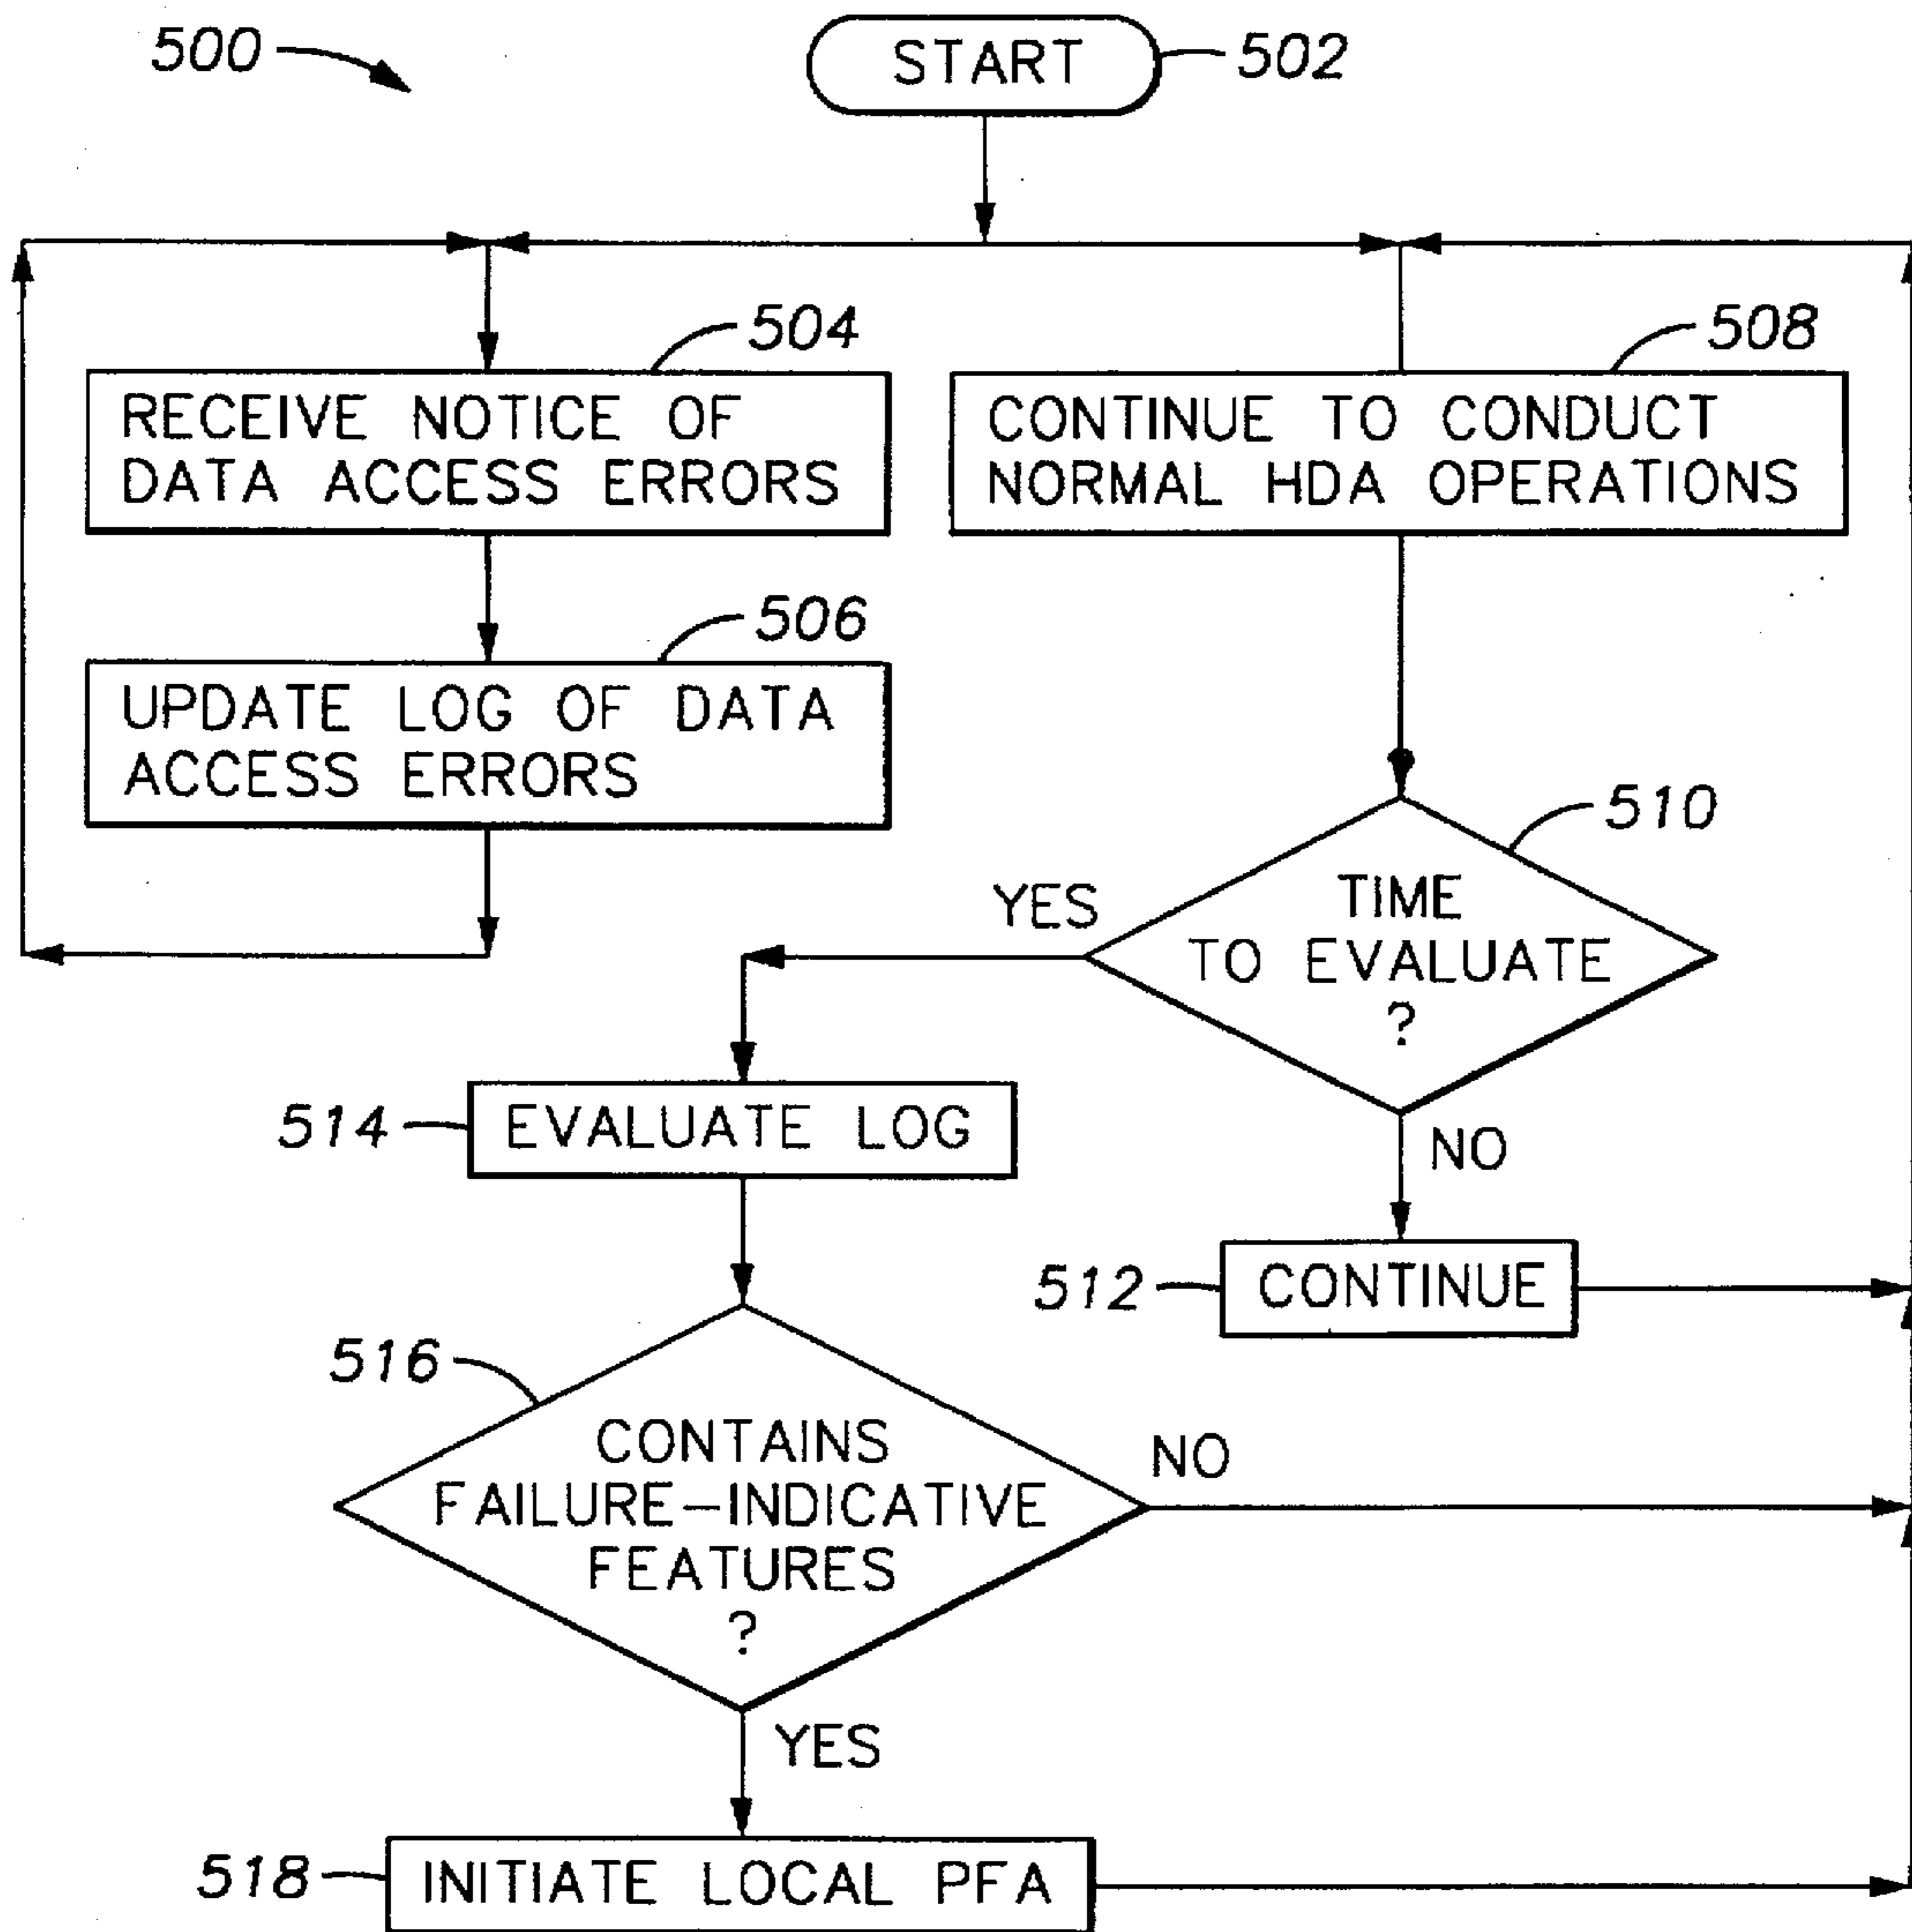 500
START
502
504
RECEIVE NOTICE OF
DATA ACCESS ERRORS
508
CONTINUE TO CONDUCT
NORMAL HDA OPERATIONS
506
UPDATE LOG OF DATA
ACCESS ERRORS
510
TIME
TO EVALUATE
?
YES
NO
514
EVALUATE LOG
512
CONTINUE
516
CONTAINS
FAILURE-INDICATIVE
FEATURES
?
NO
YES
518
INITIATE LOCAL PFA